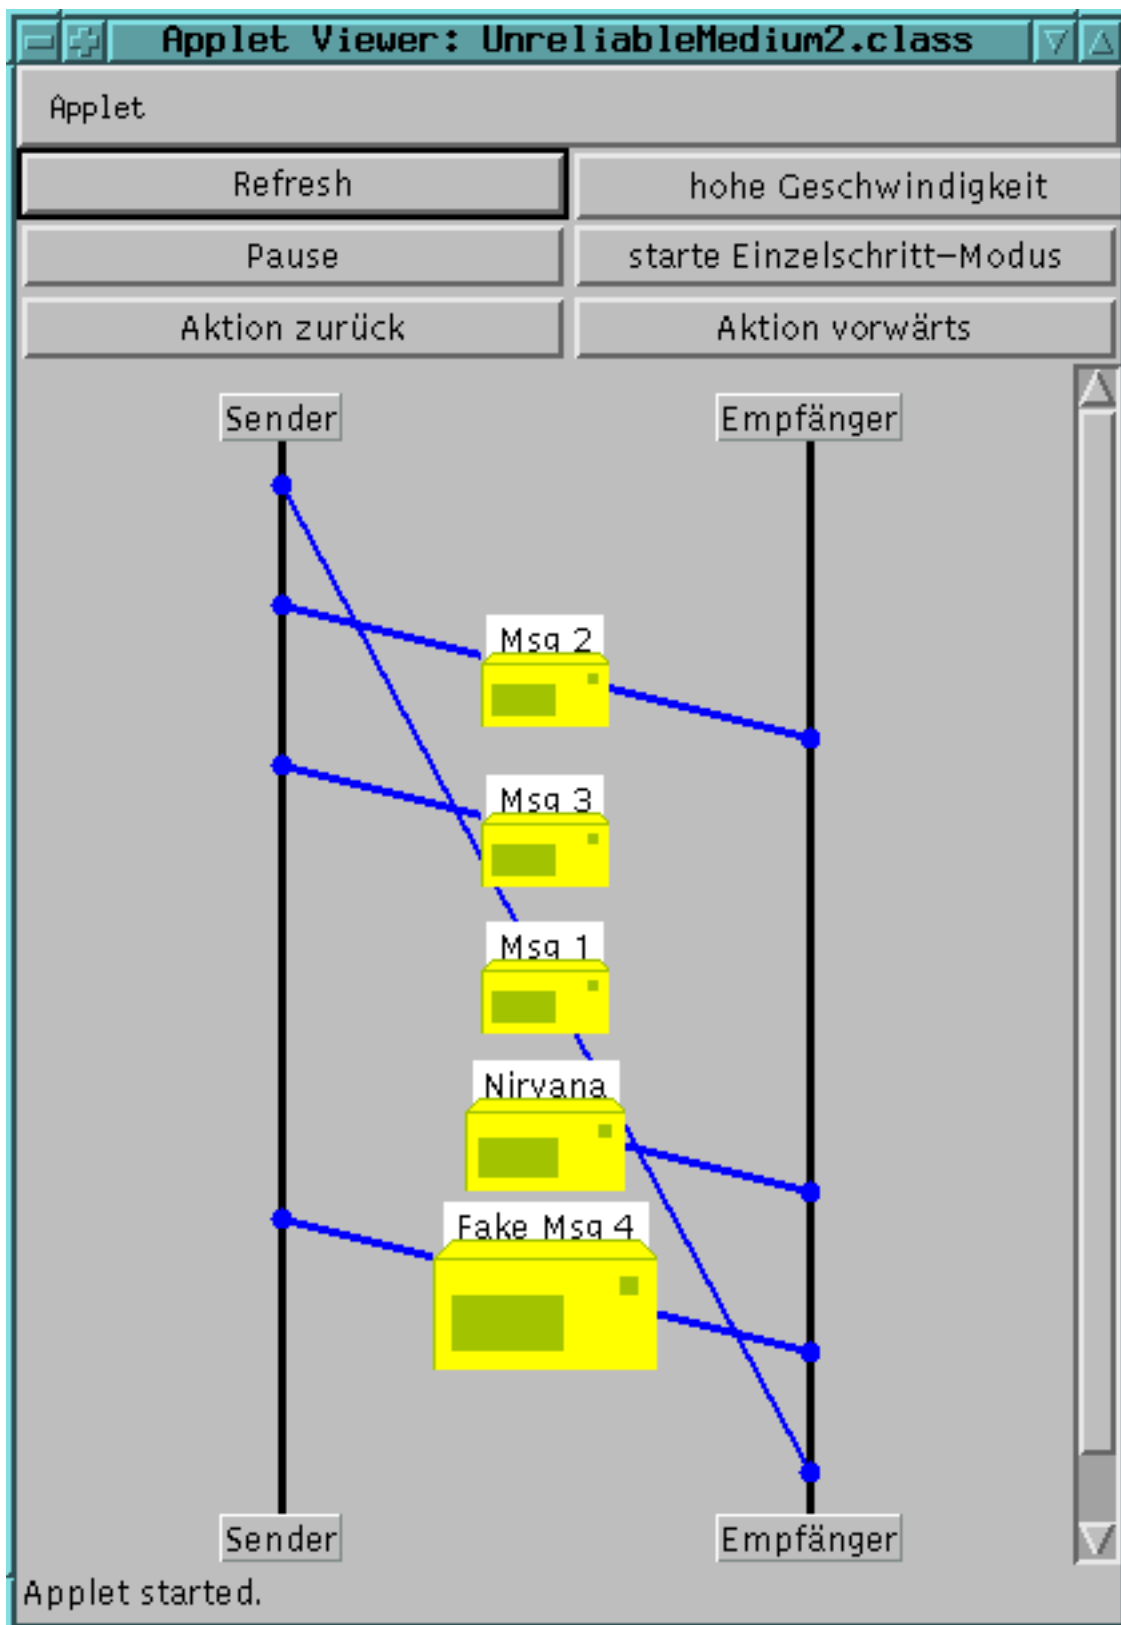 Applet Viewer: UnreliableMedium2.class
Applet
Refresh
hohe Geschwindigkeit
Pause
starte Einzelschritt-Modus
Aktion zurück
Aktion vorwärts
Sender
Empfänger
Msg 2
Msg 3
Msg 1
Nirvana
Fake Msg 4
Sender
Empfänger
Applet started.